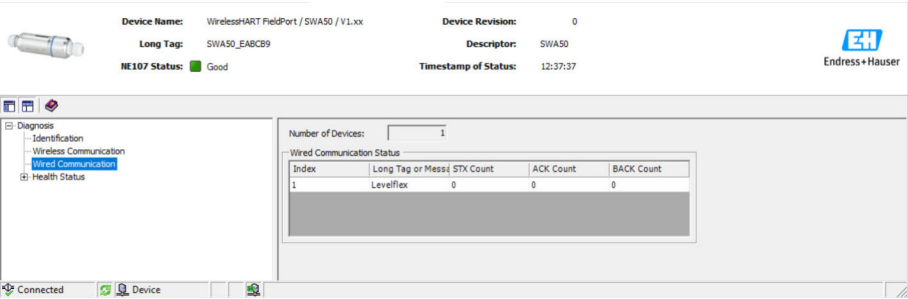 Device Name: WirelessHART FieldPort / SWA50 / V1.xx Device Revision: 0
Long Tag: SWA50_EABCB9 Descriptor: SWA50
NE107 Status: Good Timestamp of Status: 12:37:37
EH
Endress+Hauser
Diagnosis
Identification
Wireless Communication
Wired Communication
Health Status
Number of Devices: 1
Wired Communication Status
Index Long Tag or Messa STX Count ACK Count BACK Count
1 Levelflex 0 0 0
Connected Device